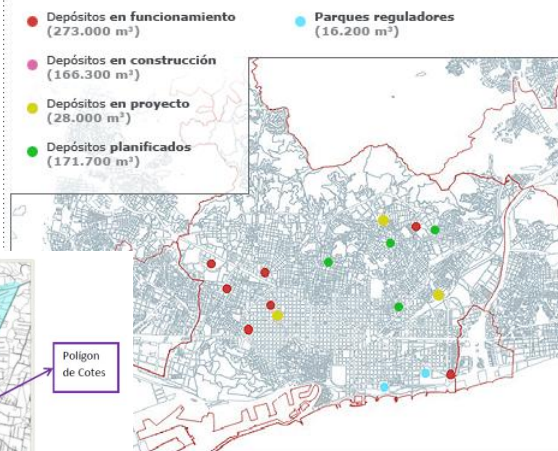 Depósitos en funcionamiento
(273.000 m³)
Depósitos en construcción
(166.300 m³)
Depósitos en proyecto
(28.000 m³)
Depósitos planificados
(171.700 m³)
Parques reguladores
(16.200 m³)
Polígon
de Cotes